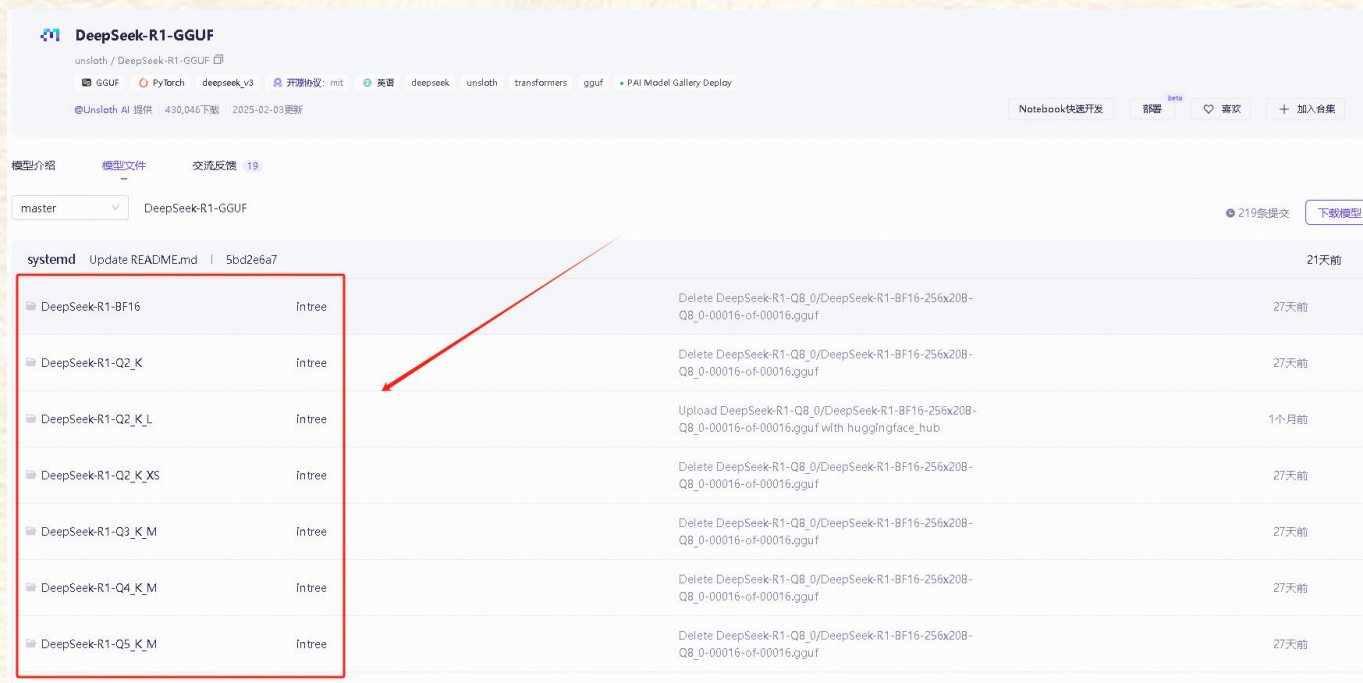 DeepSeek-R1-GGUF
unsloth / DeepSeek-R1-GGUF
GGUF PyTorch deepseek_v3 开源协议: mit 英语 deepseek unsloth transformers gguf PAI Model Gallery Deploy
@Unsloth AI 提供 430,046下载 2025-02-03更新
Notebook快速开发 部署 beta 喜欢 加入合集
模型介绍 模型文件 交流反馈 19
master DeepSeek-R1-GGUF
219条提交 下载模型
systemd Update README.md | 5bd2e6a7 21天前
DeepSeek-R1-BF16 intree Delete DeepSeek-R1-Q8_0/DeepSeek-R1-BF16-256x20B-
Q8_0-00016-of-00016.gguf 27天前
DeepSeek-R1-Q2_K intree Delete DeepSeek-R1-Q8_0/DeepSeek-R1-BF16-256x20B-
Q8_0-00016-of-00016.gguf 27天前
DeepSeek-R1-Q2_K_L intree Upload DeepSeek-R1-Q8_0/DeepSeek-R1-BF16-256x20B-
Q8_0-00016-of-00016.gguf with huggingface_hub 1个月前
DeepSeek-R1-Q2_K_XS intree Delete DeepSeek-R1-Q8_0/DeepSeek-R1-BF16-256x20B-
Q8_0-00016-of-00016.gguf 27天前
DeepSeek-R1-Q3_K_M intree Delete DeepSeek-R1-Q8_0/DeepSeek-R1-BF16-256x20B-
Q8_0-00016-of-00016.gguf 27天前
DeepSeek-R1-Q4_K_M intree Delete DeepSeek-R1-Q8_0/DeepSeek-R1-BF16-256x20B-
Q8_0-00016-of-00016.gguf 27天前
DeepSeek-R1-Q5_K_M intree Delete DeepSeek-R1-Q8_0/DeepSeek-R1-BF16-256x20B-
Q8_0-00016-of-00016.gguf 27天前